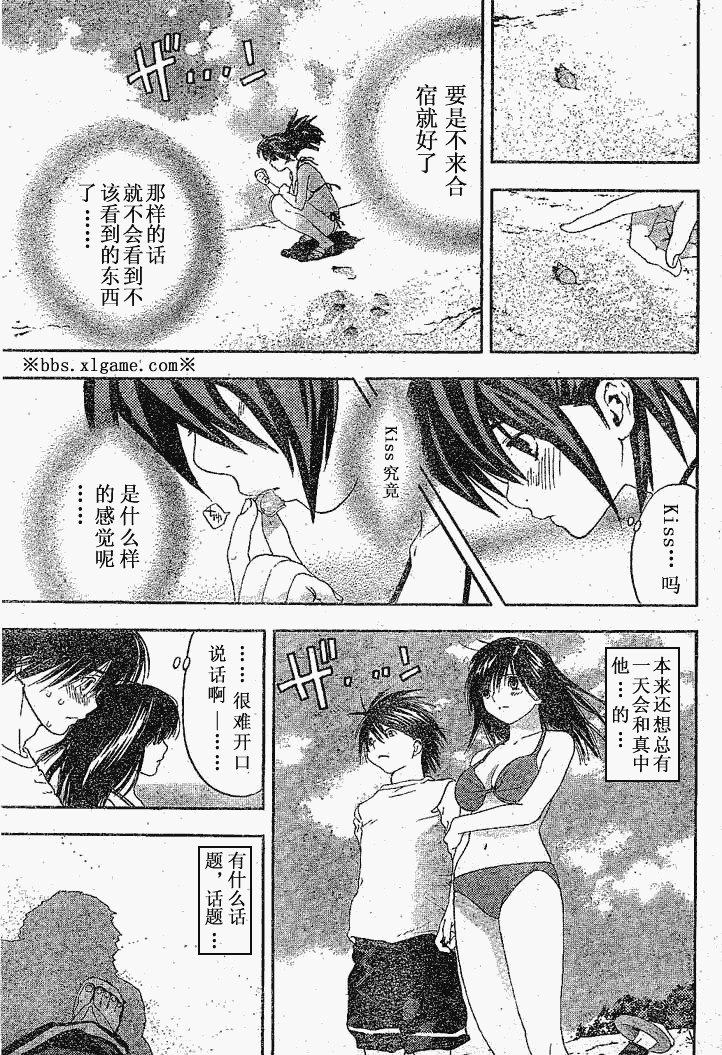 要是不来合
宿就好了
ザ…!
那样的话
就不会看到不
该看到的东西
了……
※bbs.xlgame.com※
Kiss…吗
Kiss究竟
是什么样
的感觉呢
……
本来还想总有
一天会和真中
他…的…
ザ…!
……很难开口
说话啊——……
有什么话
题，话题…